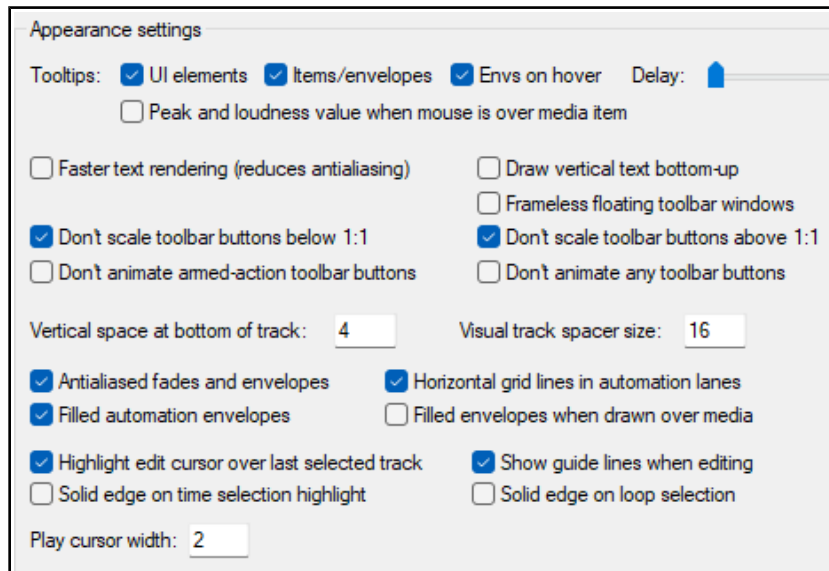 Appearance settings
Tooltips: UI elements Items/envelopes Envs on hover Delay:
Peak and loudness value when mouse is over media item
Faster text rendering (reduces antialiasing) Draw vertical text bottom-up
Frameless floating toolbar windows
Don't scale toolbar buttons below 1:1 Don't scale toolbar buttons above 1:1
Don't animate armed-action toolbar buttons Don't animate any toolbar buttons
Vertical space at bottom of track: 4 Visual track spacer size: 16
Antialiased fades and envelopes Horizontal grid lines in automation lanes
Filled automation envelopes Filled envelopes when drawn over media
Highlight edit cursor over last selected track Show guide lines when editing
Solid edge on time selection highlight Solid edge on loop selection
Play cursor width: 2